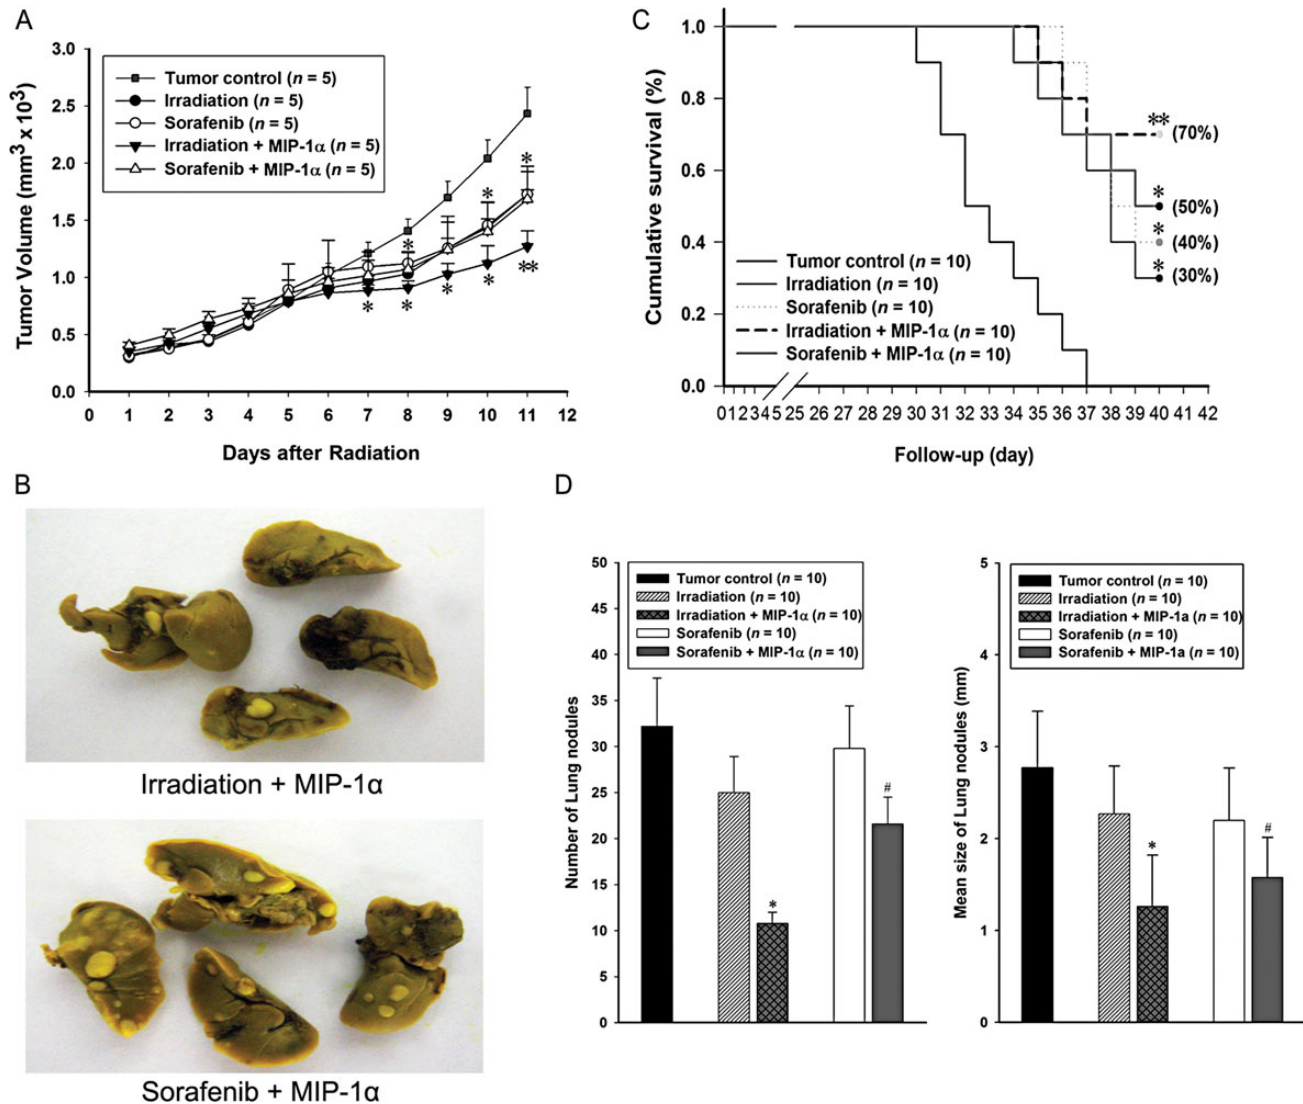 A
Tumor Volume (mm3 x 103)
3.0
2.5
2.0
1.5
1.0
0.5
0.0
Tumor control (n = 5)
Irradiation (n = 5)
Sorafenib (n = 5)
Irradiation + MIP-1α (n = 5)
Sorafenib + MIP-1α (n = 5)
* * * *
* * * * **
0 1 2 3 4 5 6 7 8 9 10 11 12
Days after Radiation
B
Irradiation + MIP-1α
Sorafenib + MIP-1α
C
Cumulative survival (%)
1.0
0.8
0.6
0.4
0.2
0.0
** (70%)
* (50%)
* (40%)
* (30%)
Tumor control (n = 10)
Irradiation (n = 10)
Sorafenib (n = 10)
Irradiation + MIP-1α (n = 10)
Sorafenib + MIP-1α (n = 10)
0 1 2 3 4 5 25 26 27 28 29 30 31 32 33 34 35 36 37 38 39 40 41 42
Follow-up (day)
D
Number of Lung nodules
50
45
40
35
30
25
20
15
10
5
0
Tumor control (n = 10)
Irradiation (n = 10)
Irradiation + MIP-1α (n = 10)
Sorafenib (n = 10)
Sorafenib + MIP-1α (n = 10)
*
#
Mean size of Lung nodules (mm)
5
4
3
2
1
0
Tumor control (n = 10)
Irradiation (n = 10)
Irradiation + MIP-1a (n = 10)
Sorafenib (n = 10)
Sorafenib + MIP-1a (n = 10)
*
#